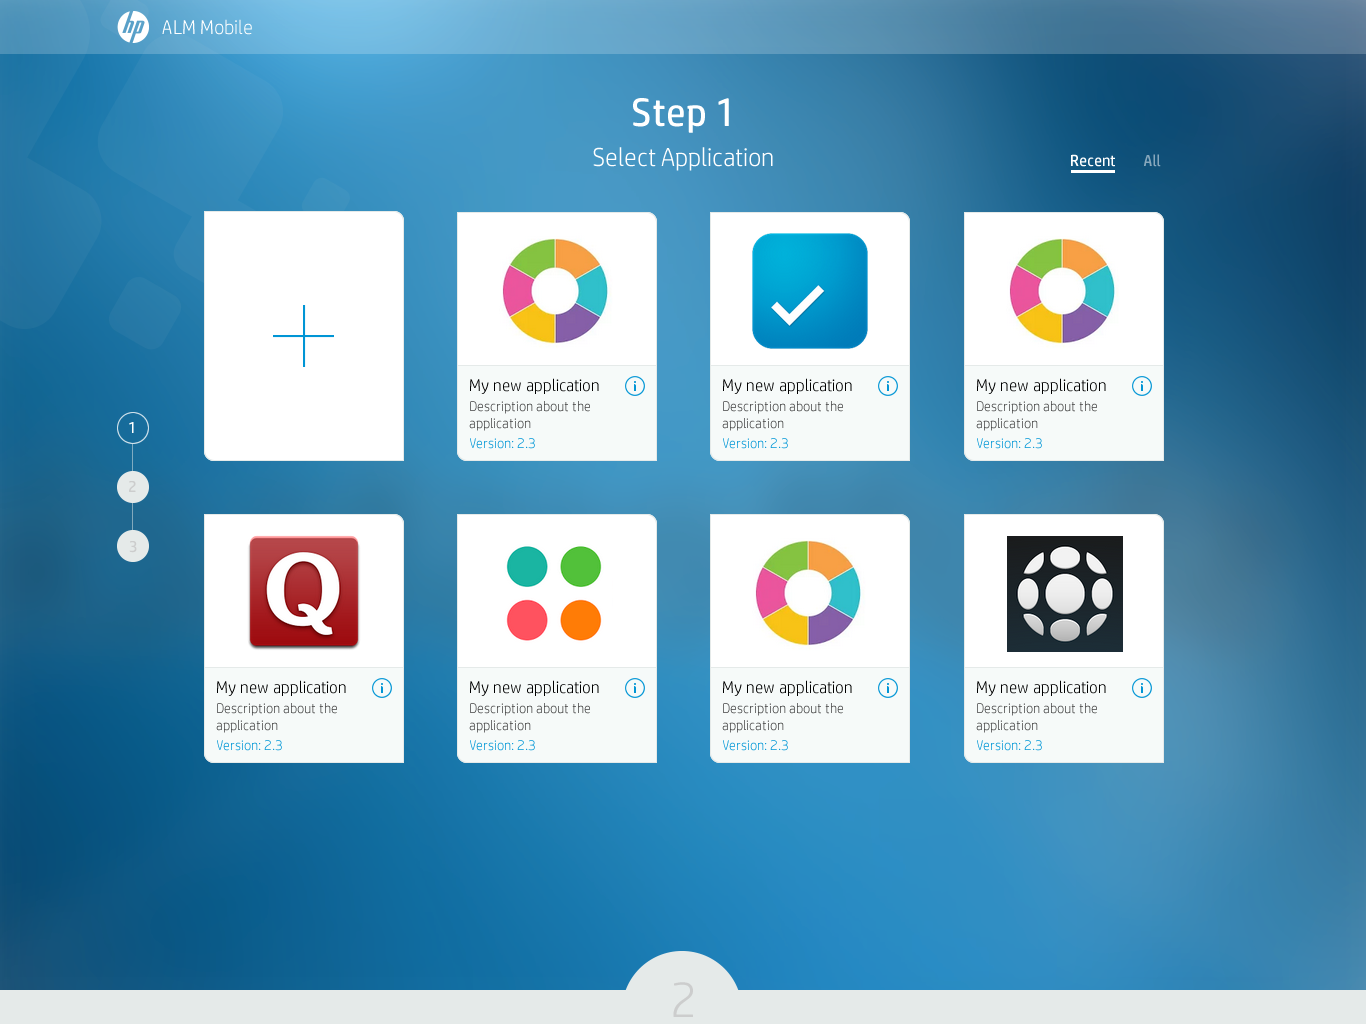 hp ALM Mobile
Step 1
Select Application
Recent All
My new application
Description about the
application
Version: 2.3
My new application
Description about the
application
Version: 2.3
My new application
Description about the
application
Version: 2.3
1
2
3
Q
My new application
Description about the
application
Version: 2.3
My new application
Description about the
application
Version: 2.3
My new application
Description about the
application
Version: 2.3
My new application
Description about the
application
Version: 2.3
2